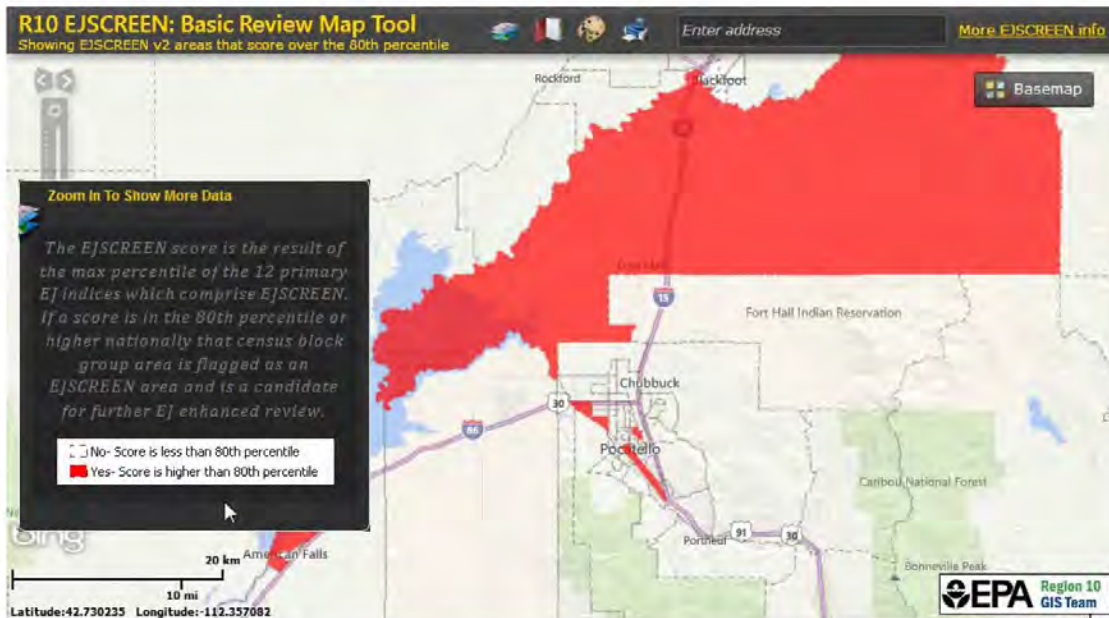 R10 EJSCREEN: Basic Review Map Tool
Showing EJSCREEN v2 areas that score over the 80th percentile
Enter address
More EJSCREEN info
Basemap
Rockford
Blackfoot
Zoom In To Show More Data
The EJSCREEN score is the result of
the max percentile of the 12 primary
EJ indices which comprise EJSCREEN.
If a score is in the 80th percentile or
higher nationally that census block
group area is flagged as an
EJSCREEN area and is a candidate
for further EJ enhanced review.
No- Score is less than 80th percentile
Yes- Score is higher than 80th percentile
Fort Hall
15
Fort Hall Indian Reservation
Chubbuck
30
86
Pocatello
Caribou National Forest
Portneuf
91
30
Bonneville Peak
bing
American Falls
20 km
10 mi
Latitude:42.730235 Longitude:-112.357082
EPA
Region 10
GIS Team